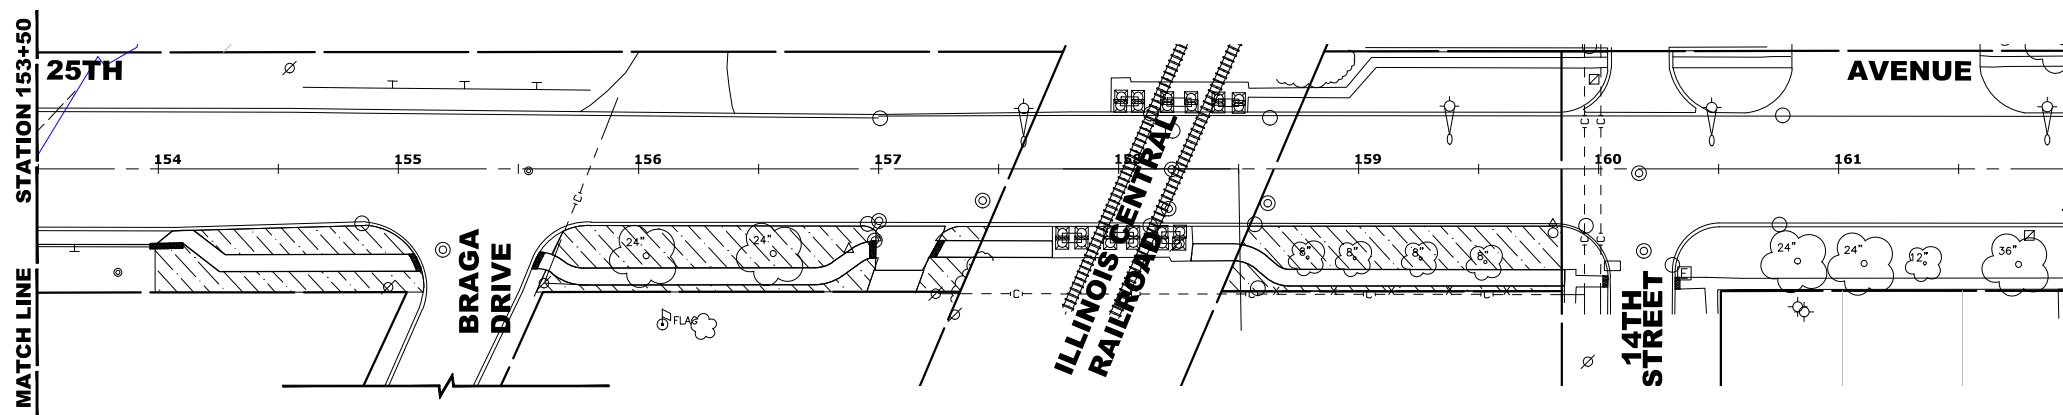 MATCH LINE STATION 153+50
25TH
AVENUE
154
155
156
157
158
159
160
161
C
C
C
24"
24"
8"
8"
8"
8"
24"
24"
12"
36"
E
BRAGA
DRIVE
FLAG
ILLINOIS CENTRAL
RAILROAD
C
C
C
C
C
C
14TH
STREET